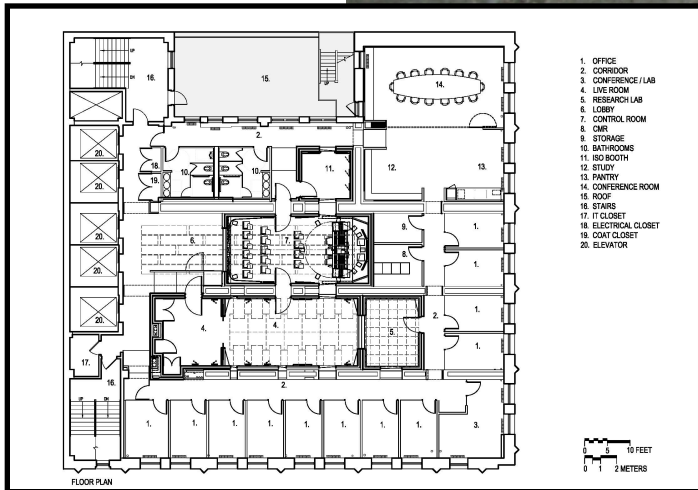 UP
DN
16.
15.
14.
20.
2.
18.
10.
10.
11.
12.
13.
20.
19.
20.
6.
7.
9.
1.
20.
8.
1.
20.
4.
4.
5.
2.
1.
17.
1.
16.
2.
UP DN
1. 1. 1. 1. 1. 1. 1. 1. 3.
FLOOR PLAN
1. OFFICE
2. CORRIDOR
3. CONFERENCE / LAB
4. LIVE ROOM
5. RESEARCH LAB
6. LOBBY
7. CONTROL ROOM
8. CMR
9. STORAGE
10. BATHROOMS
11. ISO BOOTH
12. STUDY
13. PANTRY
14. CONFERENCE ROOM
15. ROOF
16. STAIRS
17. IT CLOSET
18. ELECTRICAL CLOSET
19. COAT CLOSET
20. ELEVATOR
0 5 10 FEET
0 1 2 METERS